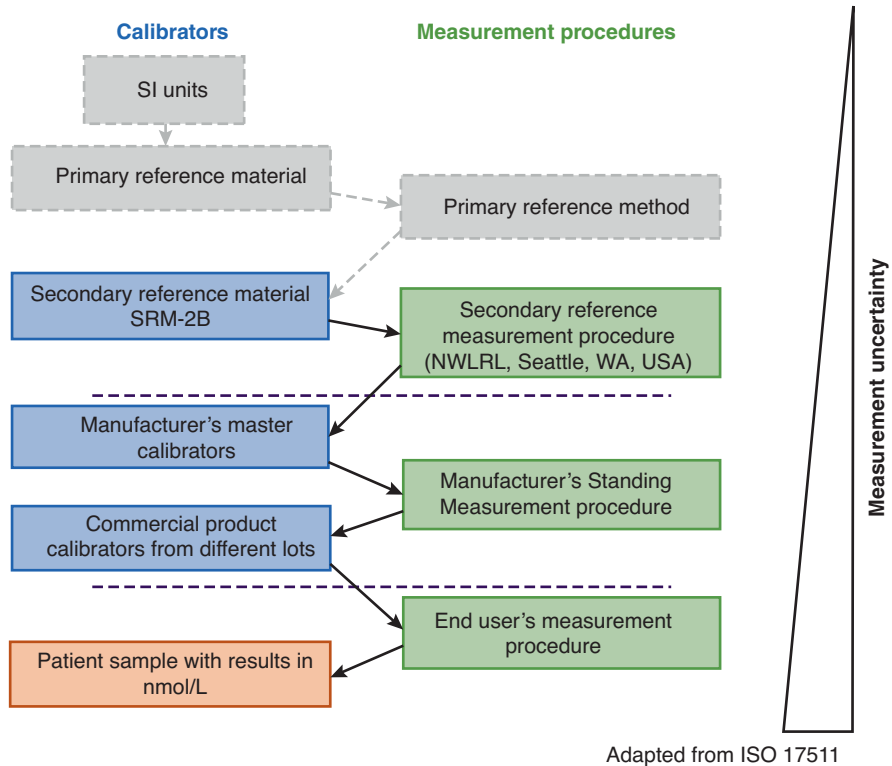 Calibrators
Measurement procedures
SI units
Primary reference material
Primary reference method
Secondary reference material
SRM-2B
Secondary reference
measurement procedure
(NWLRL, Seattle, WA, USA)
Manufacturer’s master
calibrators
Manufacturer’s Standing
Measurement procedure
Commercial product
calibrators from different lots
End user’s measurement
procedure
Patient sample with results in
nmol/L
Measurement uncertainty
Adapted from ISO 17511